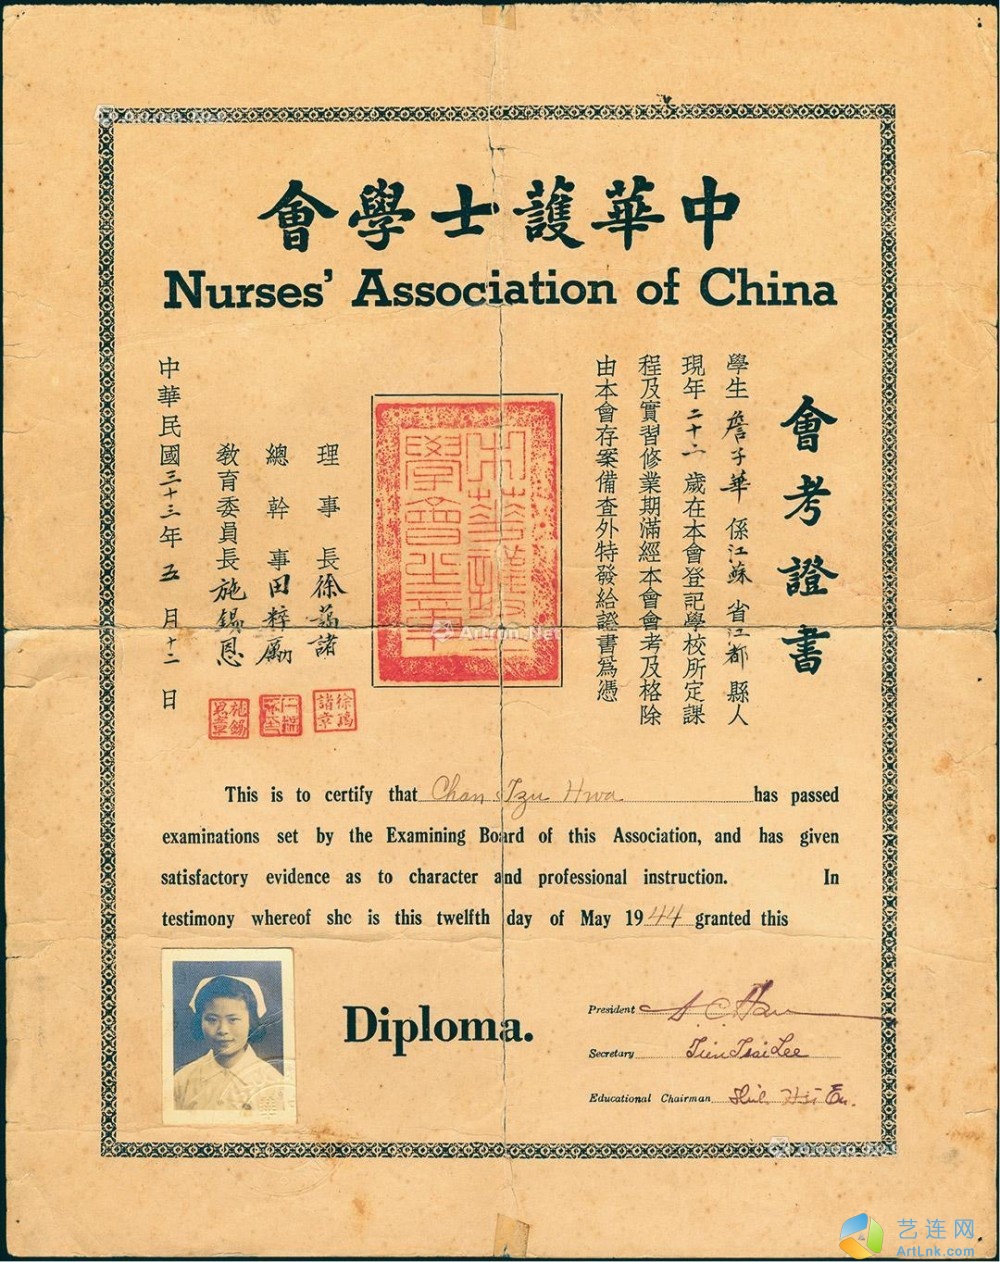 中華護士學會
Nurses' Association of China
會考證書
學生詹子華係江蘇省江都縣人
現年二十二歲在本會登記學校所定課
程及實習修業期滿經本會會考及格除
由本會存案備查外特發給證書為憑
理事長徐藹諸
總幹事田粹勵
教育委員長施錫恩
中華民國三十三年五月十二日
This is to certify that Chan Tzu Hwa has passed
examinations set by the Examining Board of this Association, and has given
satisfactory evidence as to character and professional instruction. In
testimony whereof she is this twelfth day of May 1944 granted this
Diploma.
President
Secretary Tien Tsai Lee
Educational Chairman Shih Hsi En.
Artron.Net
艺连网
ArtLnk.com